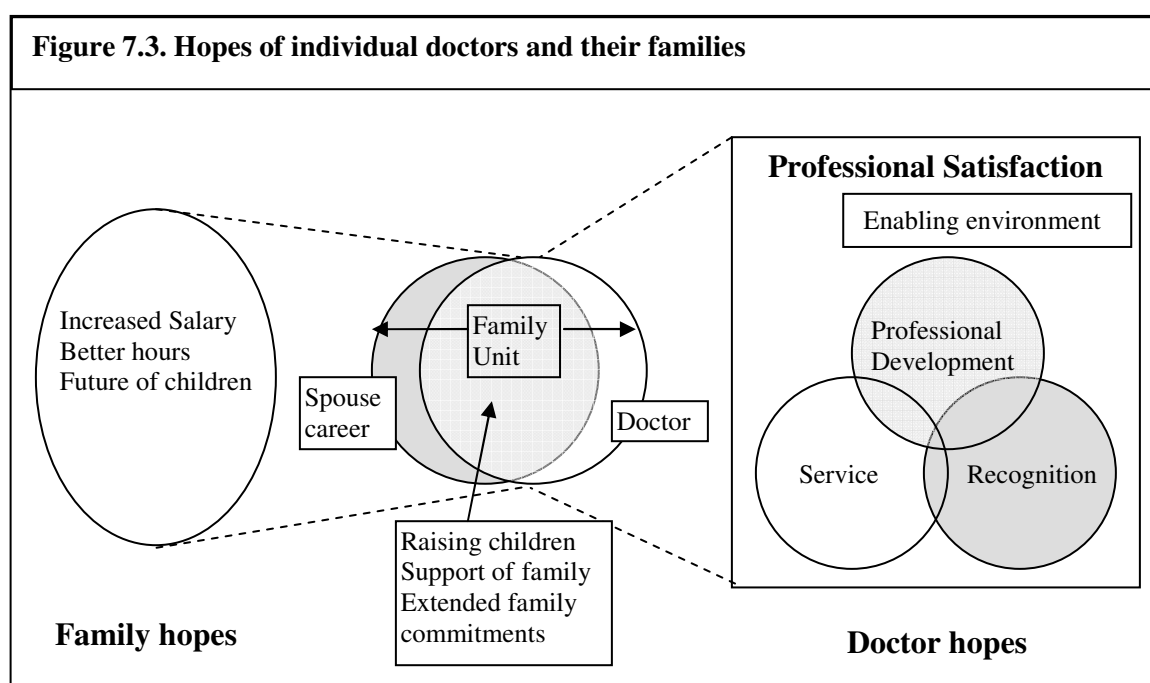 Figure 7.3. Hopes of individual doctors and their families
Professional Satisfaction
Enabling environment
Increased Salary
Better hours
Future of children
Family
Unit
Spouse
career
Doctor
Professional
Development
Service
Recognition
Raising children
Support of family
Extended family
commitments
Family hopes
Doctor hopes